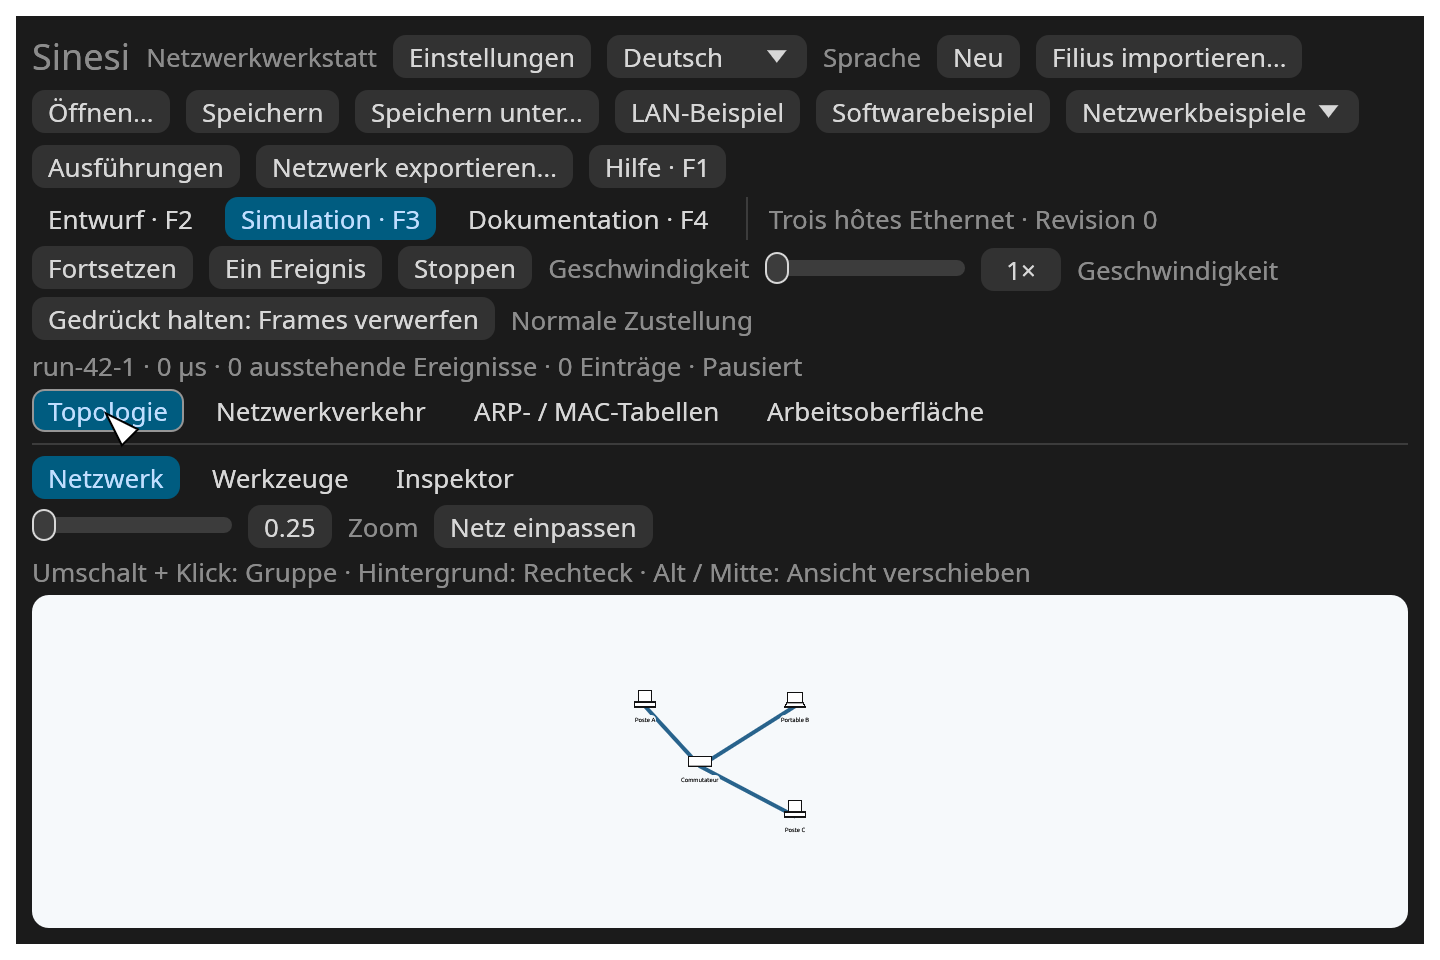 Sinesi Netzwerkwerkstatt Einstellungen Deutsch Sprache Neu Filius importieren...
Öffnen... Speichern Speichern unter... LAN-Beispiel Softwarebeispiel Netzwerkbeispiele
Ausführungen Netzwerk exportieren... Hilfe · F1
Entwurf · F2 Simulation · F3 Dokumentation · F4 Trois hôtes Ethernet · Revision 0
Fortsetzen Ein Ereignis Stoppen Geschwindigkeit 1× Geschwindigkeit
Gedrückt halten: Frames verwerfen Normale Zustellung
run-42-1 · 0 µs · 0 ausstehende Ereignisse · 0 Einträge · Pausiert
Topologie Netzwerkverkehr ARP- / MAC-Tabellen Arbeitsoberfläche
Netzwerk Werkzeuge Inspektor
0.25 Zoom Netz einpassen
Umschalt + Klick: Gruppe · Hintergrund: Rechteck · Alt / Mitte: Ansicht verschieben
Poste A Portable B
Commutateur
Poste C